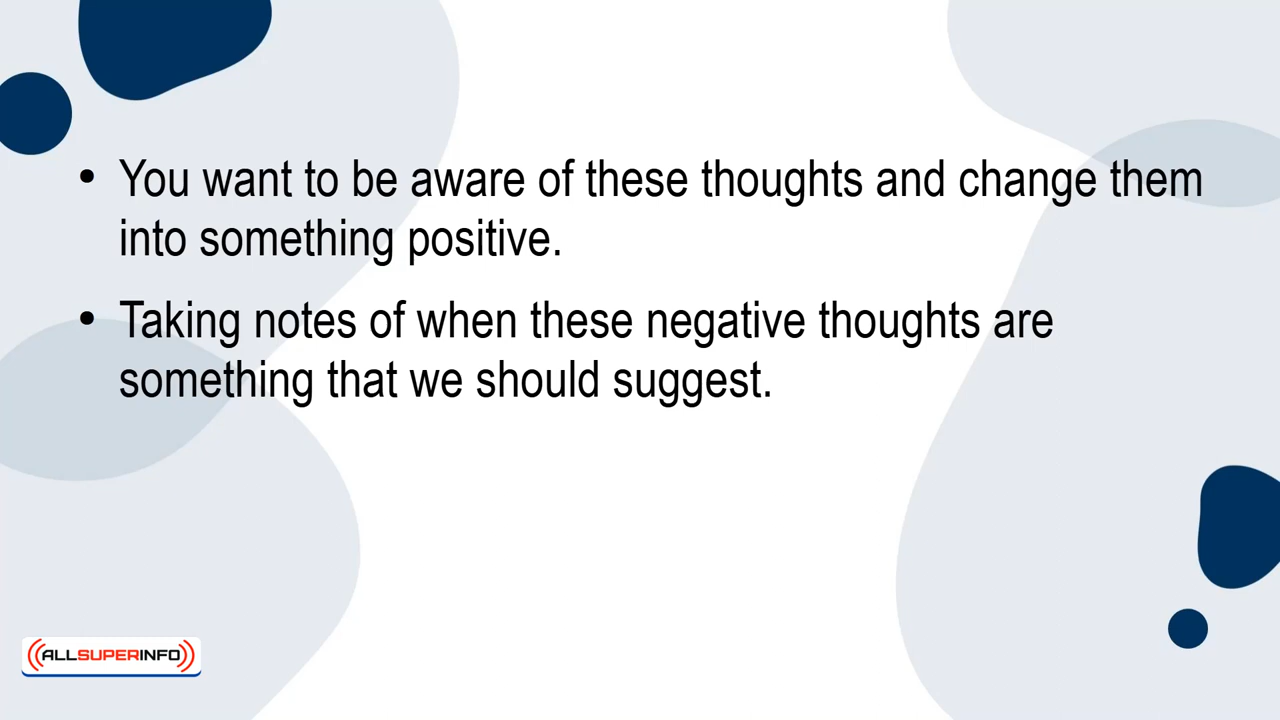 • You want to be aware of these thoughts and change them
into something positive.
• Taking notes of when these negative thoughts are
something that we should suggest.
ALLSUPERINFO